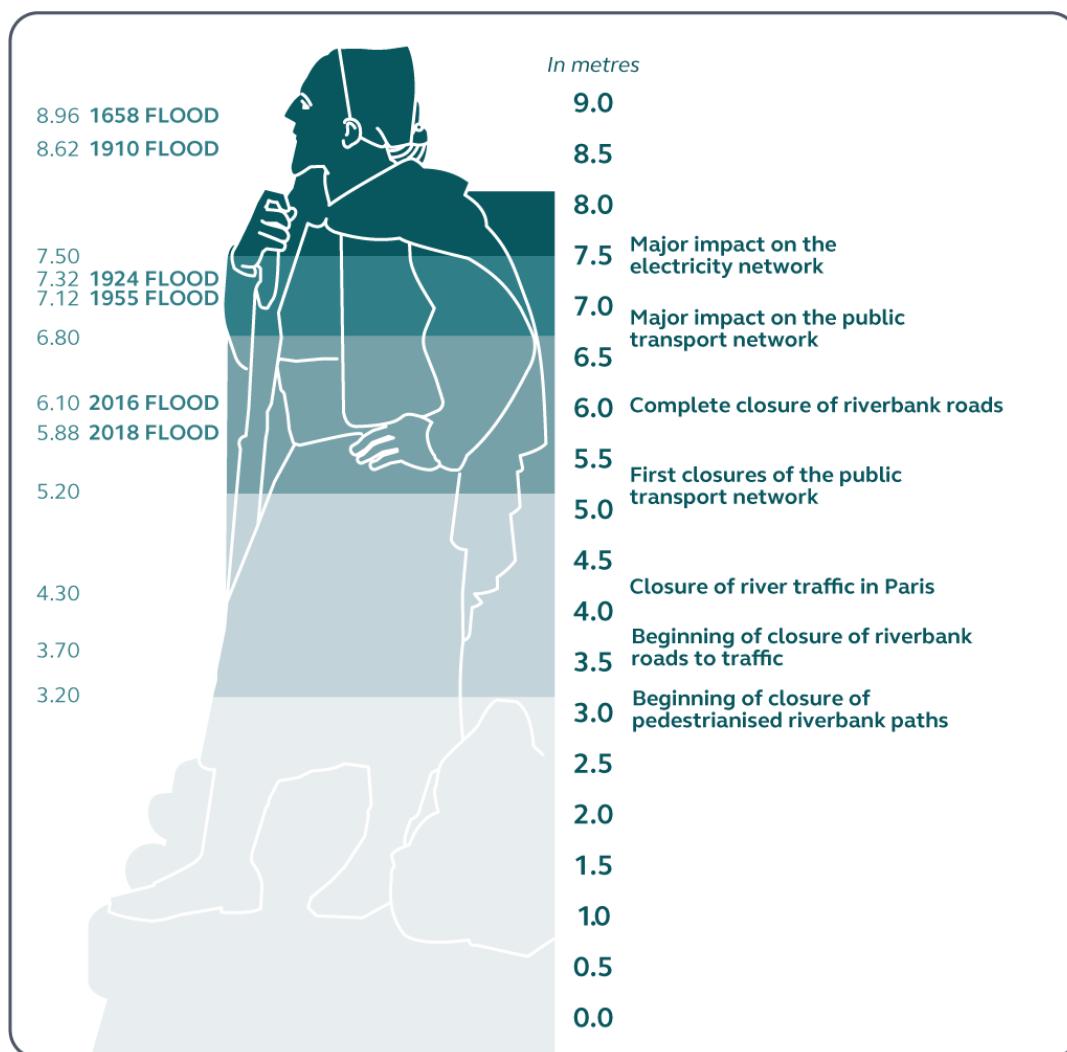 In metres
8.96 1658 FLOOD
8.62 1910 FLOOD
7.50
7.32 1924 FLOOD
7.12 1955 FLOOD
6.80
6.10 2016 FLOOD
5.88 2018 FLOOD
5.20
4.30
3.70
3.20
9.0
8.5
8.0
7.5
7.0
6.5
6.0
5.5
5.0
4.5
4.0
3.5
3.0
2.5
2.0
1.5
1.0
0.5
0.0
Major impact on the
electricity network
Major impact on the public
transport network
Complete closure of riverbank roads
First closures of the public
transport network
Closure of river traffic in Paris
Beginning of closure of riverbank
roads to traffic
Beginning of closure of
pedestrianised riverbank paths